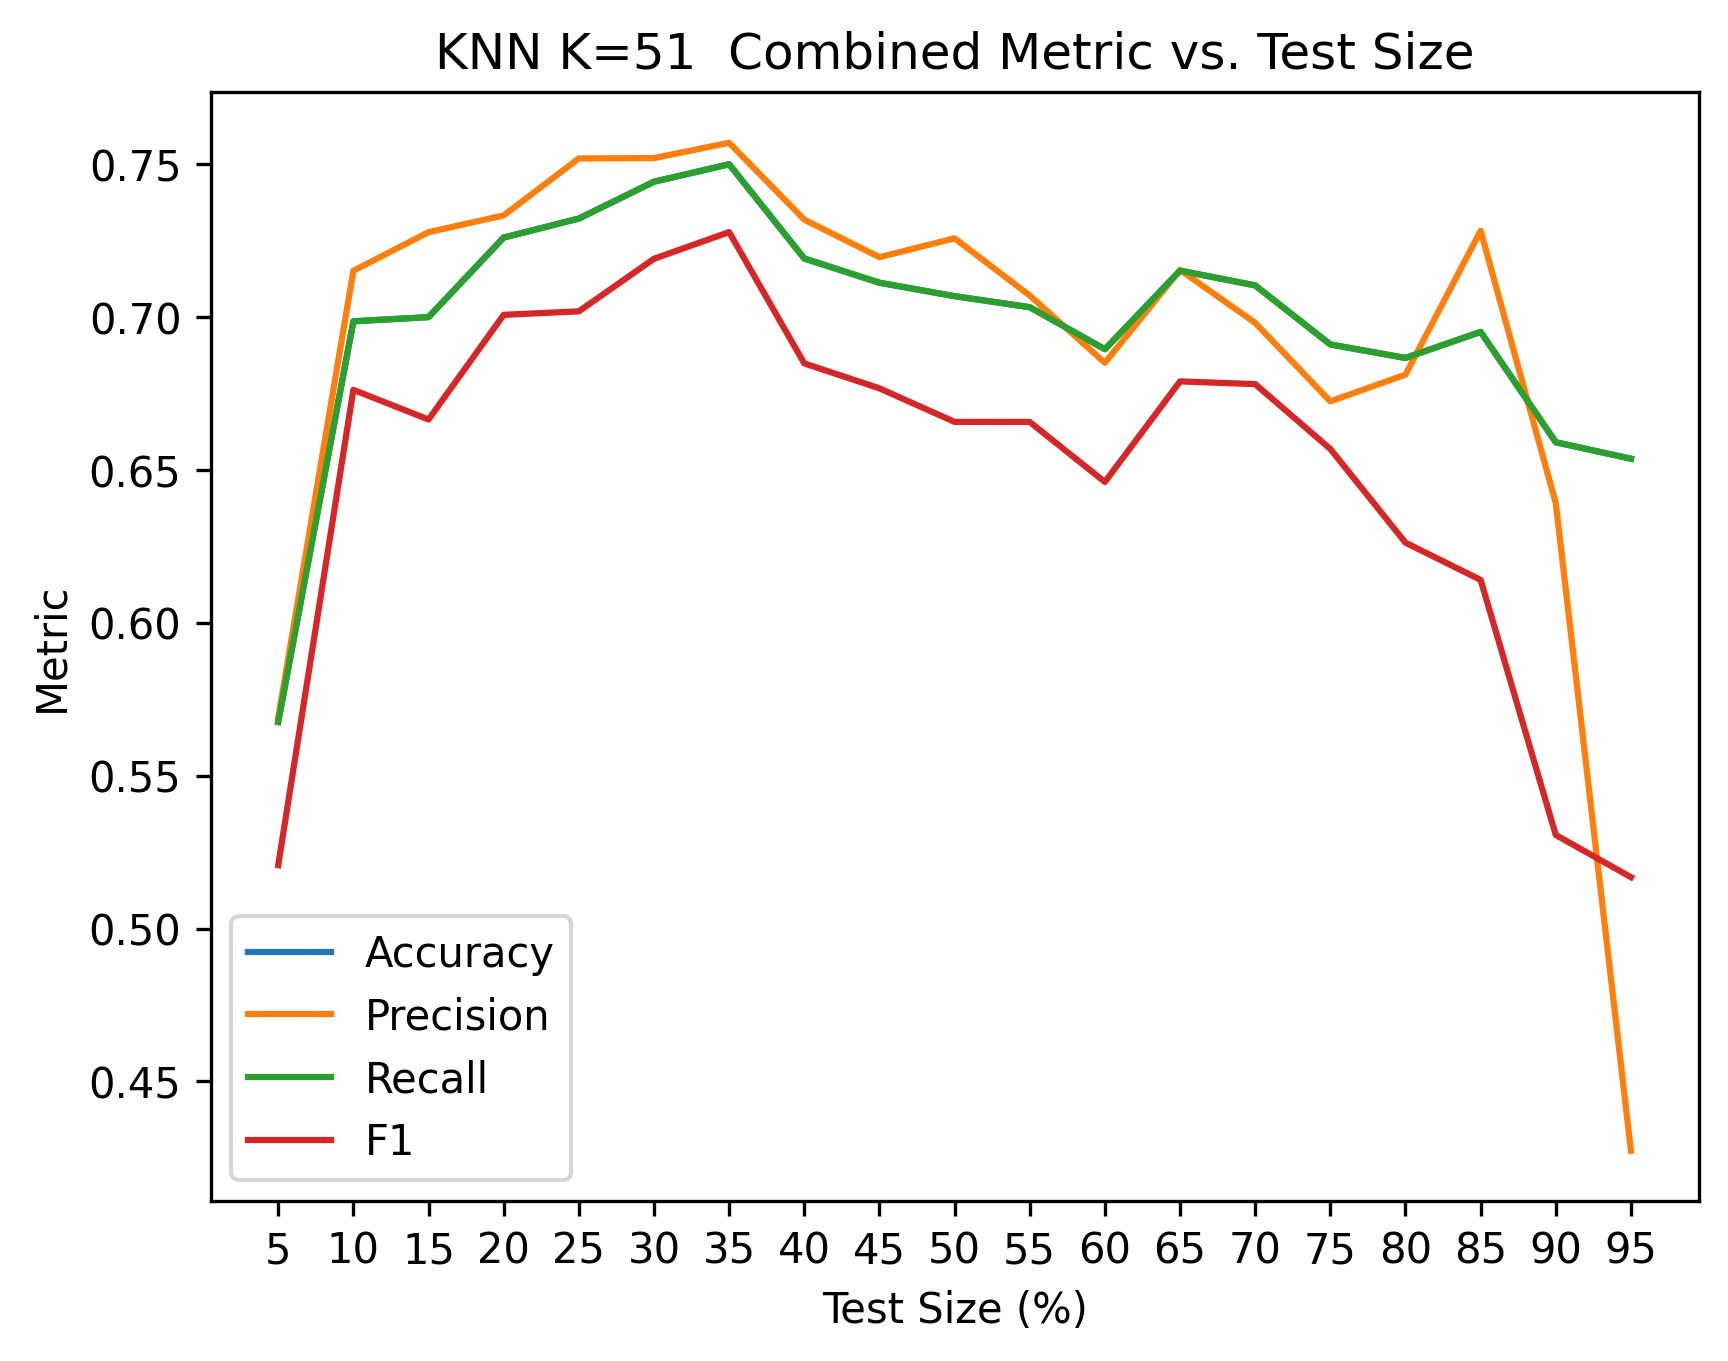 KNN K=51  Combined Metric vs. Test Size
Metric
0.75
0.70
0.65
0.60
0.55
0.50
0.45
Accuracy
Precision
Recall
F1
5 10 15 20 25 30 35 40 45 50 55 60 65 70 75 80 85 90 95
Test Size (%)